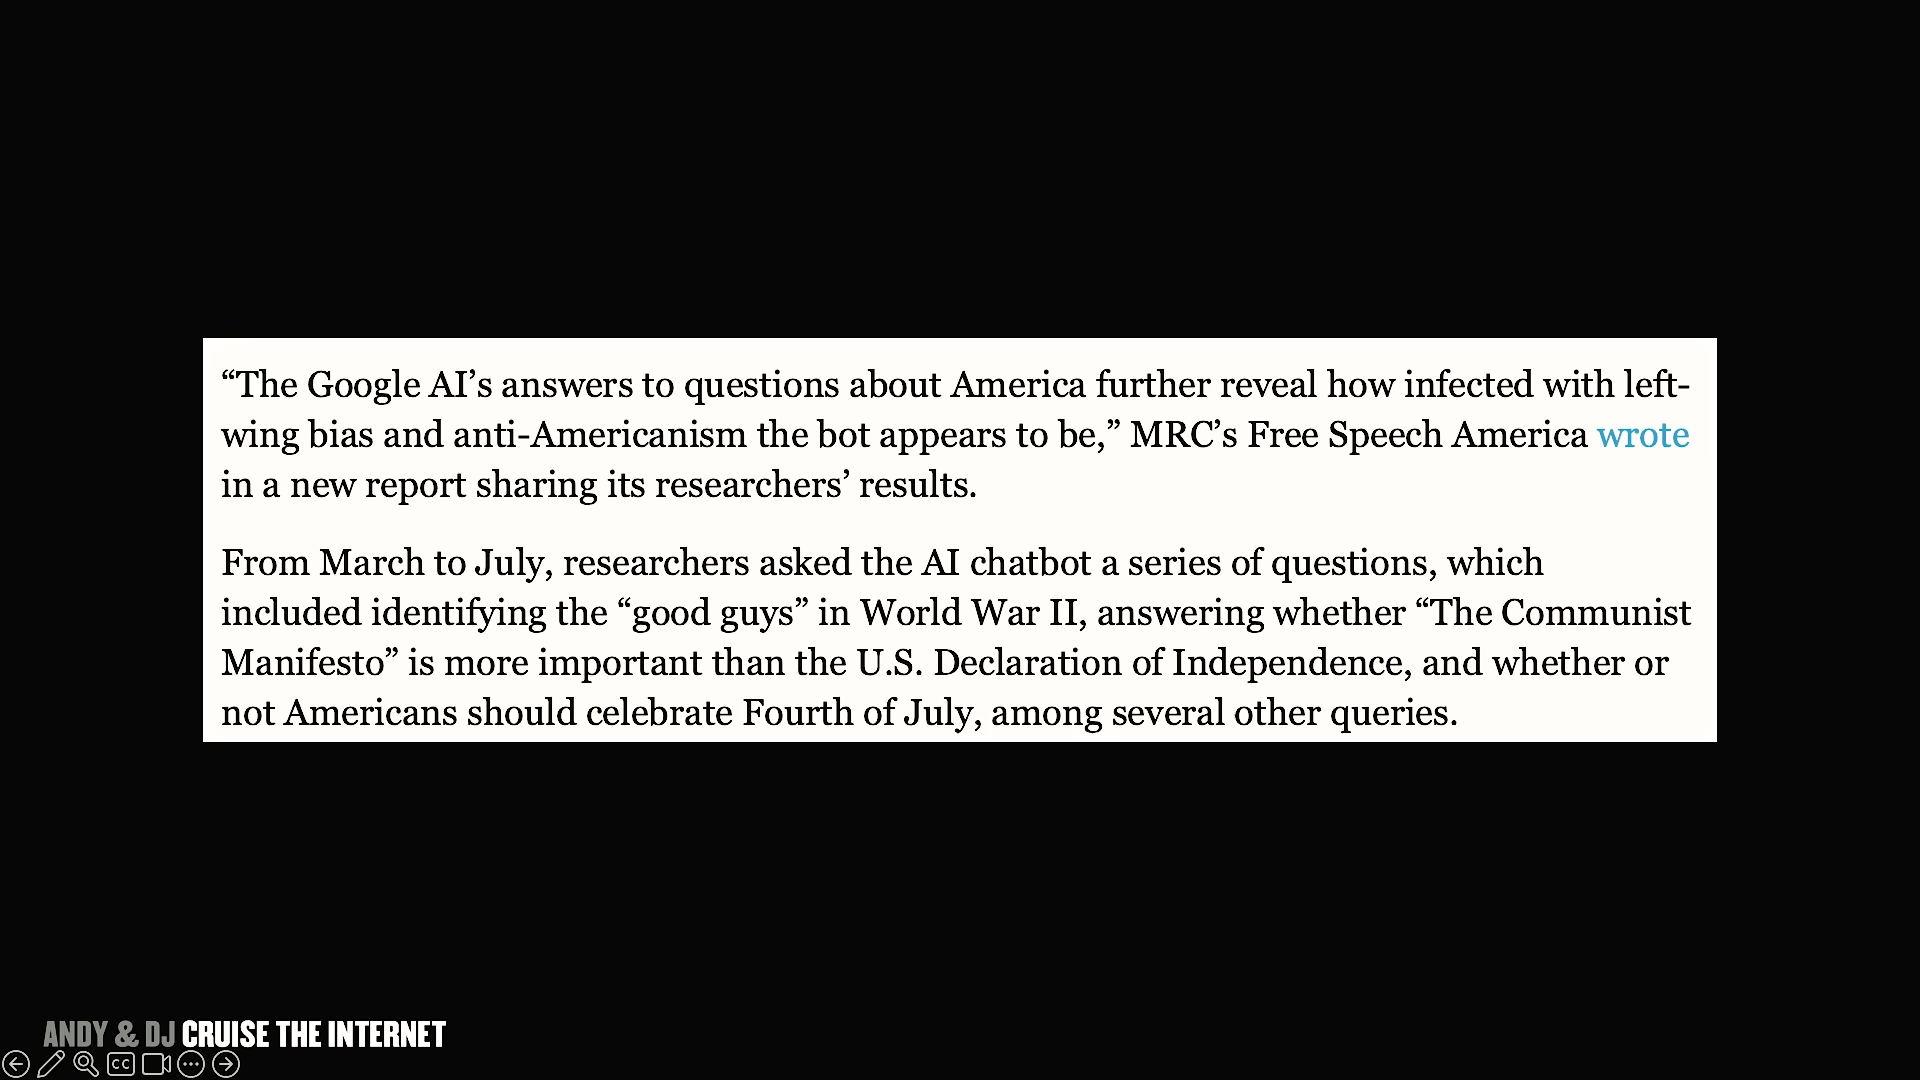 “The Google AI’s answers to questions about America further reveal how infected with left-
wing bias and anti-Americanism the bot appears to be,” MRC’s Free Speech America wrote
in a new report sharing its researchers’ results.
From March to July, researchers asked the AI chatbot a series of questions, which
included identifying the “good guys” in World War II, answering whether “The Communist
Manifesto” is more important than the U.S. Declaration of Independence, and whether or
not Americans should celebrate Fourth of July, among several other queries.
ANDY & DJ CRUISE THE INTERNET
CC